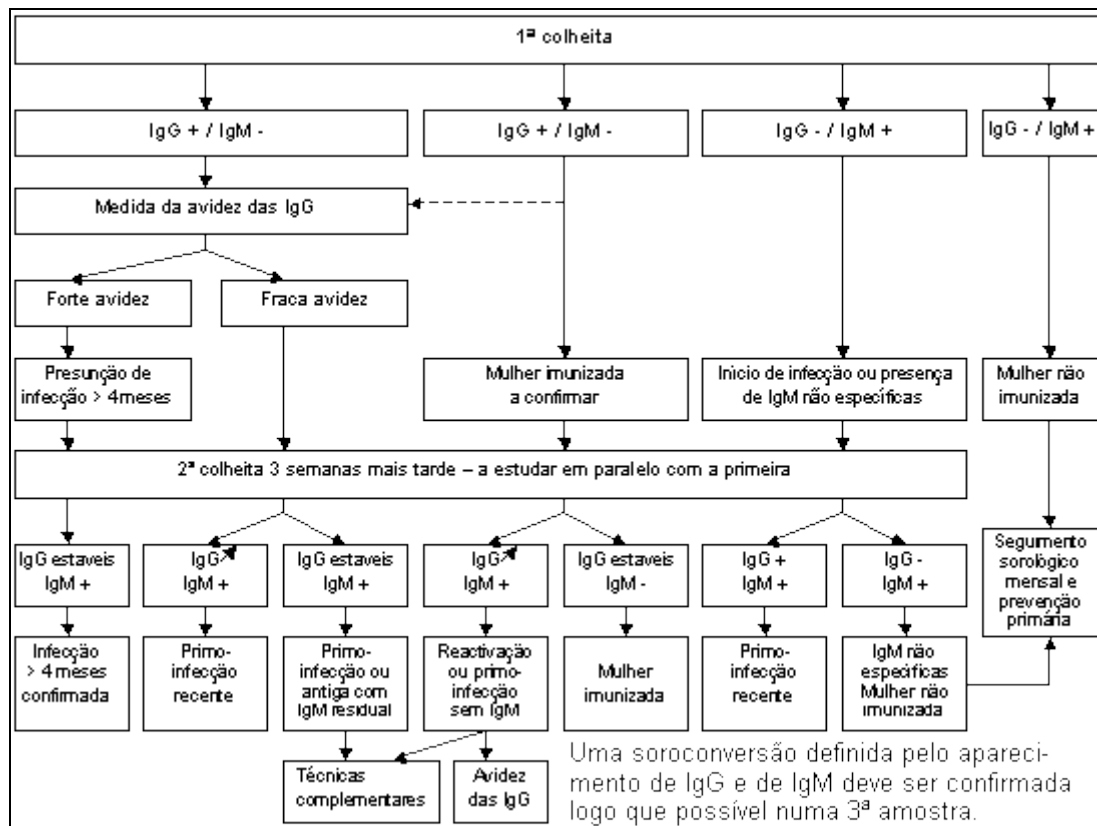 1ª colheita
IgG + / IgM -
IgG + / IgM -
IgG - / IgM +
IgG - / IgM +
Medida da avidez das IgG
Forte avidez
Fraca avidez
Presunção de
infecção > 4 meses
Mulher imunizada
a confirmar
Inicio de infecção ou presença
de IgM não específicas
Mulher não
imunizada
2ª colheita 3 semanas mais tarde – a estudar em paralelo com a primeira
IgG estaveis
IgM +
IgG
IgM +
IgG estaveis
IgM +
IgG
IgM +
IgG estaveis
IgM -
IgG +
IgM +
IgG -
IgM +
Seguimento
sorológico
mensal e
prevenção
primária
Infecção
> 4 meses
confirmada
Primo-
infecção
recente
Primo-
infecção ou
antiga com
IgM residual
Reactivação
ou primo-
infecção
sem IgM
Mulher
imunizada
Primo-
infecção
recente
IgM não
especificas
Mulher não
imunizada
Técnicas
complementares
Avidez
das IgG
Uma soroconversão definida pelo apareci-
mento de IgG e de IgM deve ser confirmada
logo que possível numa 3ª amostra.